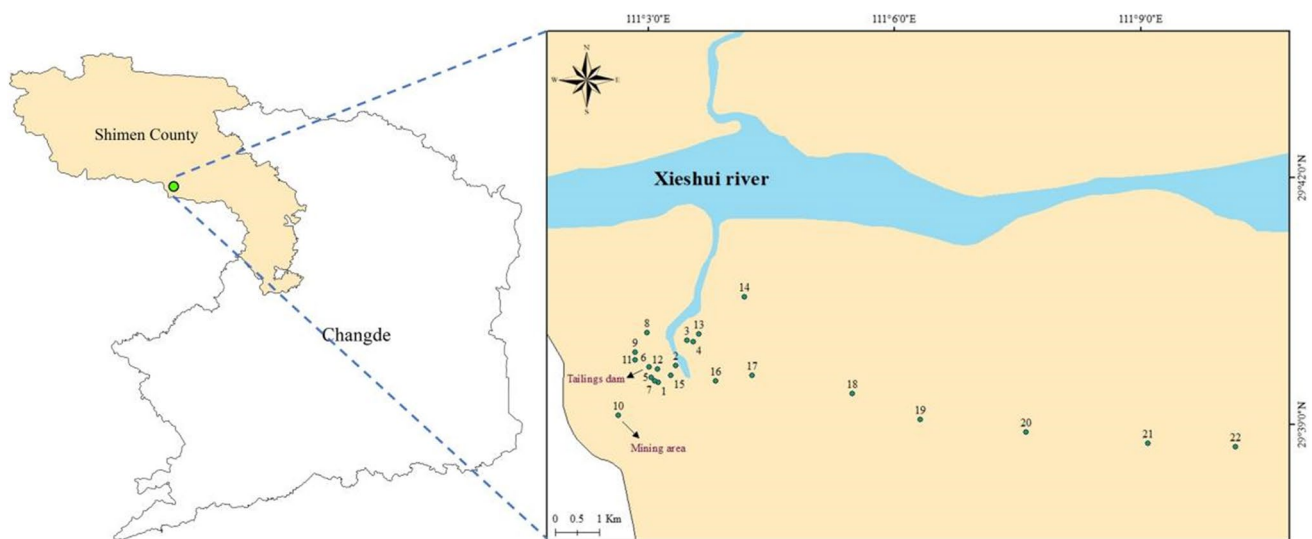 111°3'0"E 111°6'0"E 111°9'0"E
N
W E
S
Shimen County
Xieshui river
29°42'0"N
14
Changde
8
3 13
4
9
11 6 12 2
Tailings dam
5
7 1 15 16 17
18
10
19
29°39'0"N
20
21 22
Mining area
0 0.5 1 Km